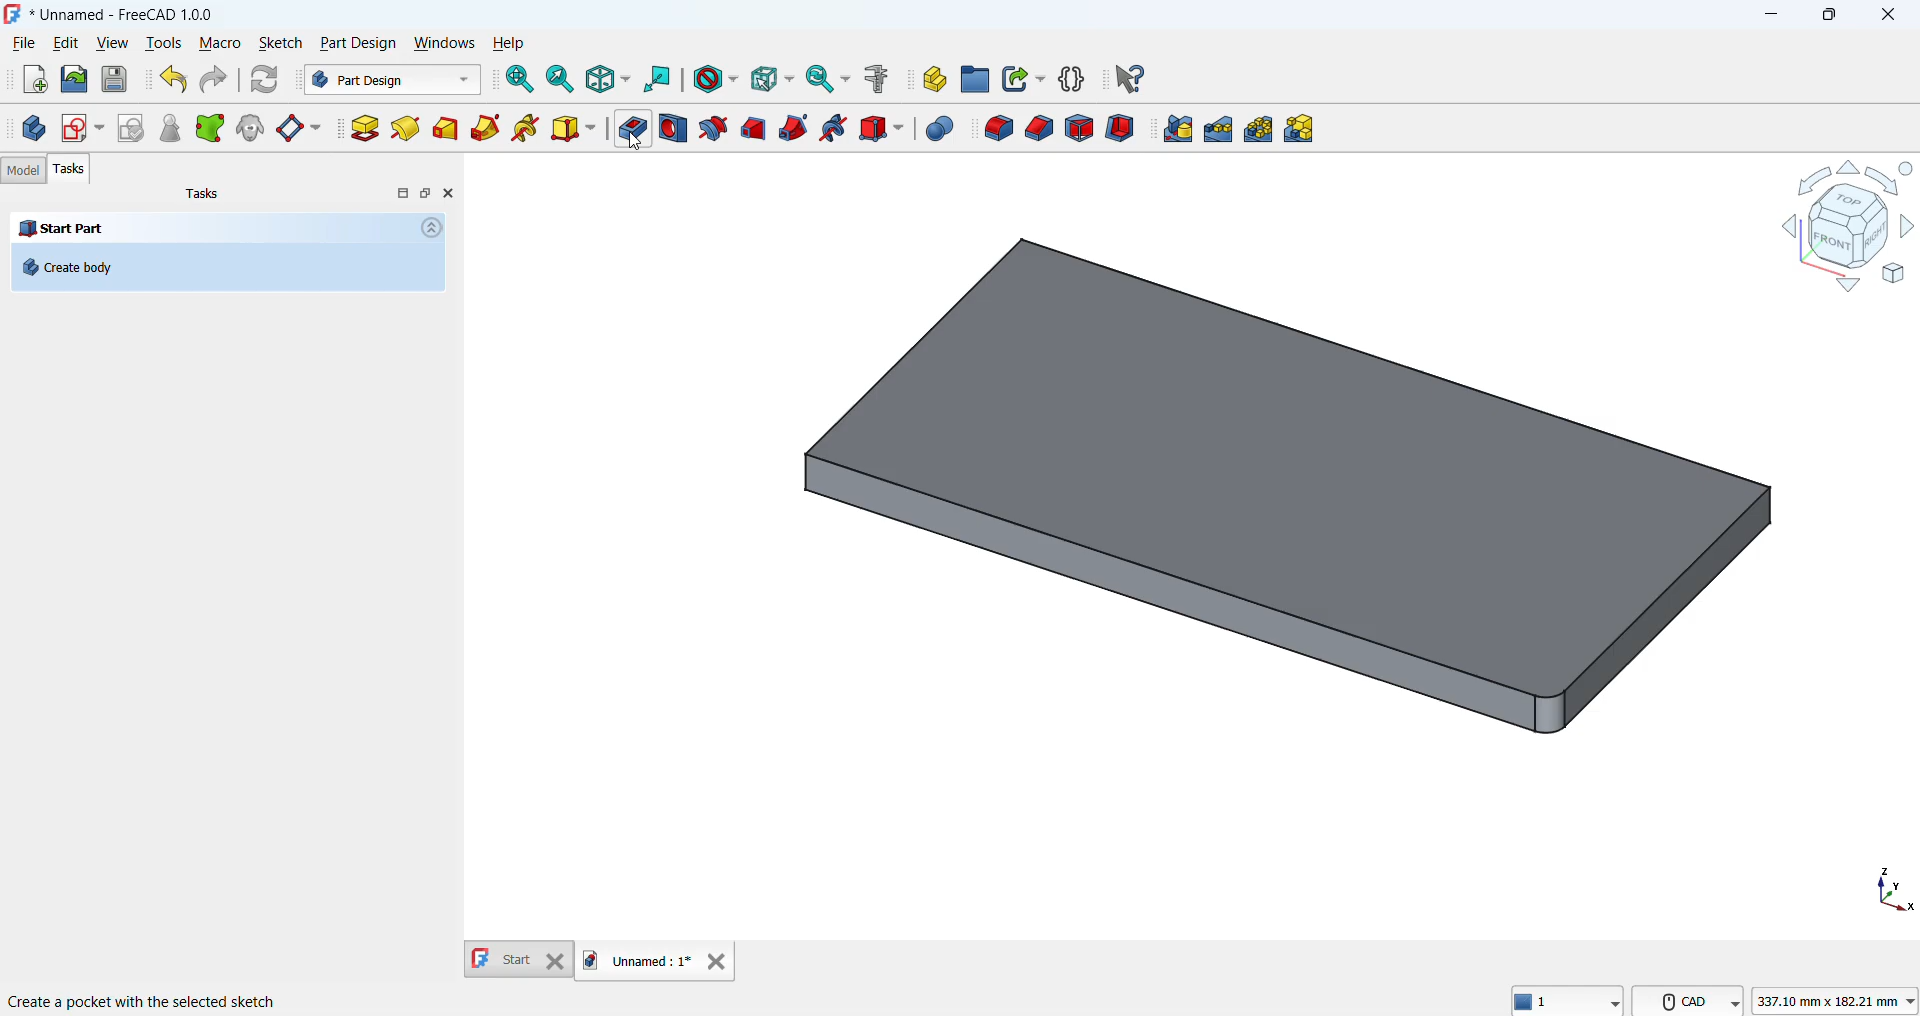 * Unnamed - FreeCAD 1.0.0
File Edit View Tools Macro Sketch Part Design Windows Help
Part Design
Model Tasks
Tasks
Start Part
Create body
TOP
FRONT RIGHT
Z
Y
X
Start Unnamed : 1*
Create a pocket with the selected sketch 1 CAD 337.10 mm x 182.21 mm